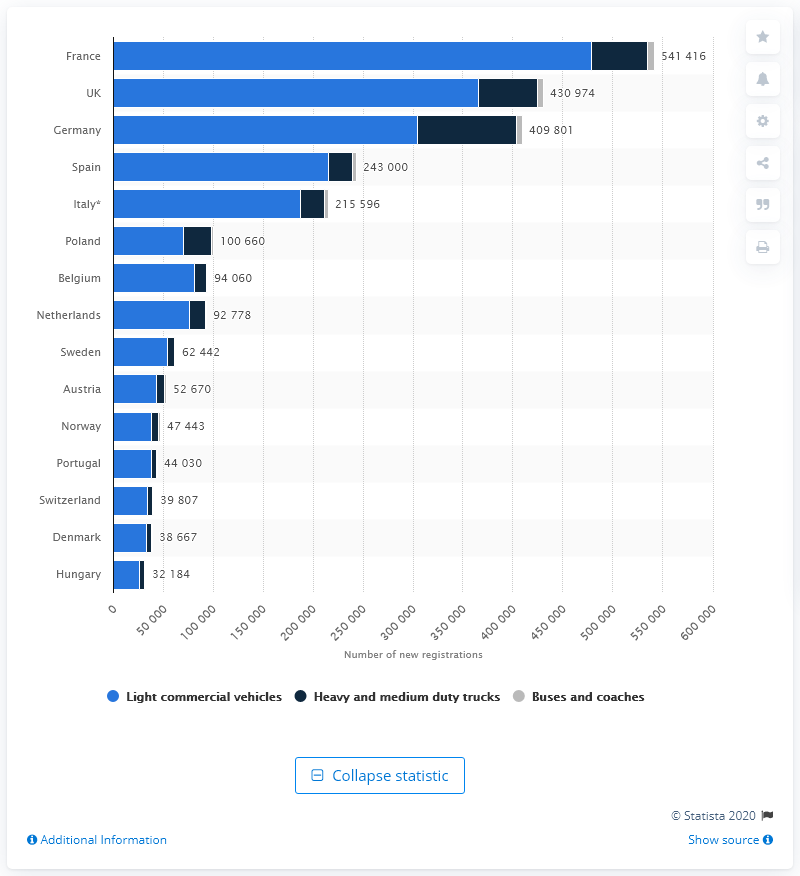 France 541 416
UK 430 974
Germany 409 801
Spain 243 000
Italy* 215 596
Poland 100 660
Belgium 94 060
Netherlands 92 778
Sweden 62 442
Austria 52 670
Norway 47 443
Portugal 44 030
Switzerland 39 807
Denmark 38 667
Hungary 32 184
0 50 000 100 000 150 000 200 000 250 000 300 000 350 000 400 000 450 000 500 000 550 000 600 000
Number of new registrations
Light commercial vehicles Heavy and medium duty trucks Buses and coaches
Collapse statistic
© Statista 2020
Additional Information Show source